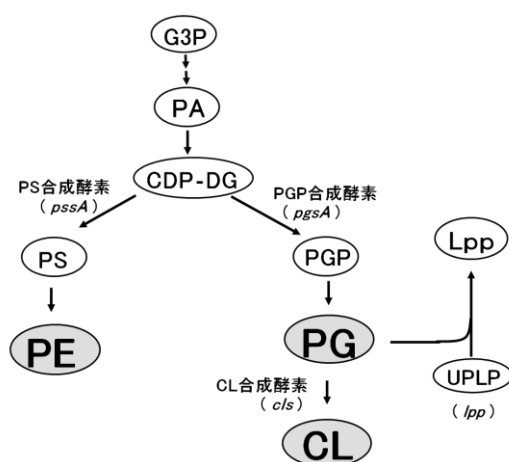 G3P
PA
CDP-DG
PS合成酵素
( pssA )
PGP合成酵素
( pgsA )
PS
PGP
Lpp
PE
PG
UPLP
( lpp )
CL合成酵素
( cls )
CL